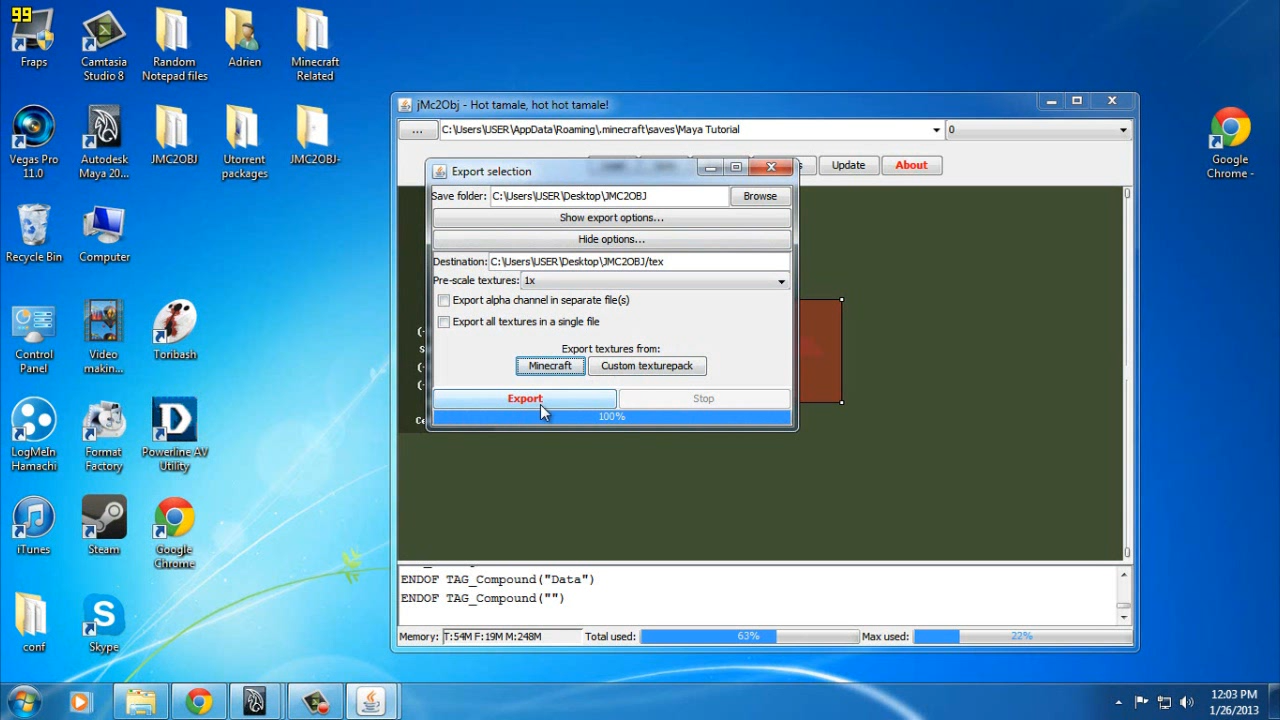 99
Fraps
Camtasia
Studio 8
Random
Notepad files
Adrien
Minecraft
Related
Vegas Pro
11.0
Autodesk
Maya 20...
JMC2OBJ
Utorrent
packages
JMC2OBJ-
Recycle Bin
Computer
Control
Panel
Video
makin...
Toribash
LogMeIn
Hamachi
Format
Factory
Powerline AV
Utility
iTunes
Steam
Google
Chrome
conf
Skype
Google
Chrome -
jMc2Obj - Hot tamale, hot hot tamale!
... C:\Users\USER\AppData\Roaming\.minecraft\saves\Maya Tutorial 0
Update About
Export selection
Save folder: C:\Users\USER\Desktop\JMC2OBJ Browse
Show export options...
Hide options...
Destination: C:\Users\USER\Desktop\JMC2OBJ/tex
Pre-scale textures: 1x
Export alpha channel in separate file(s)
Export all textures in a single file
Export textures from:
Minecraft Custom texturepack
Export Stop
100%
ENDOF TAG_Compound("Data")
ENDOF TAG_Compound("")
Memory: T:54M F:19M M:248M Total used: 63% Max used: 22%
12:03 PM
1/26/2013